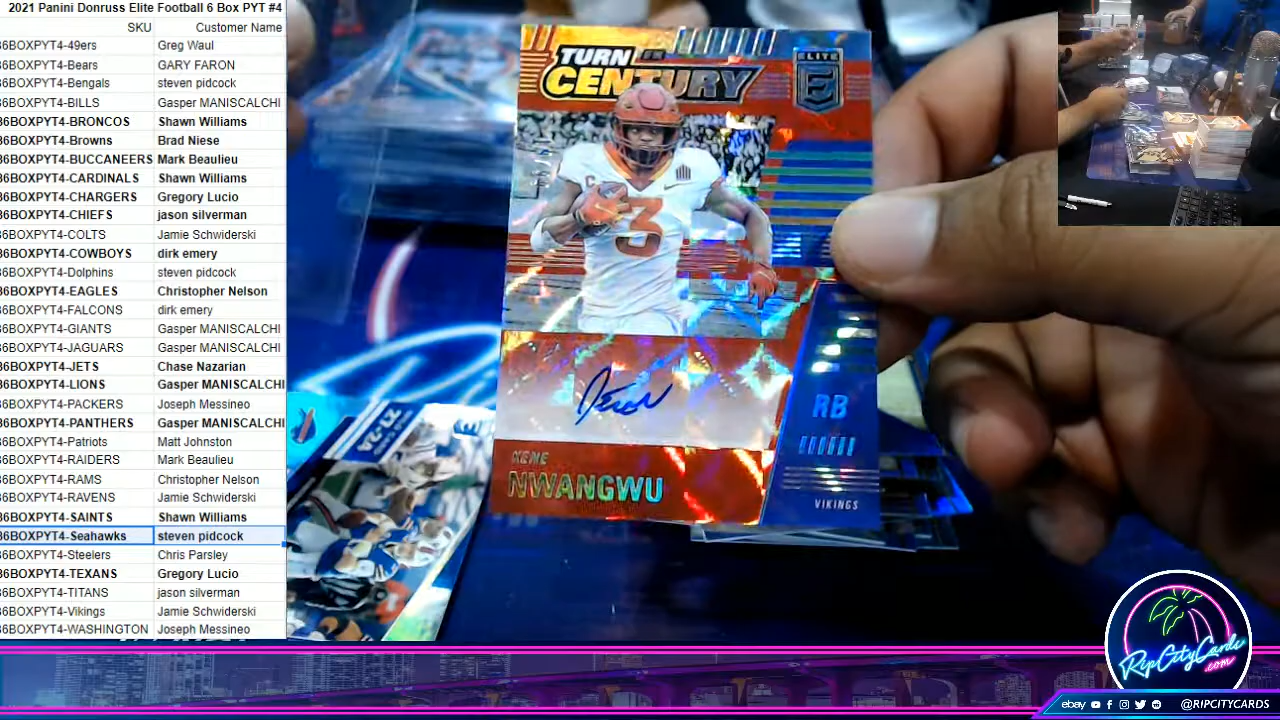 2021 Panini Donruss Elite Football 6 Box PYT #4
SKU Customer Name
36BOXPYT4-49ers Greg Waul
36BOXPYT4-Bears GARY FARON
36BOXPYT4-Bengals steven pidcock
36BOXPYT4-BILLS Gasper MANISCALCHI
36BOXPYT4-BRONCOS Shawn Williams
36BOXPYT4-Browns Brad Niese
36BOXPYT4-BUCCANEERS Mark Beaulieu
36BOXPYT4-CARDINALS Shawn Williams
36BOXPYT4-CHARGERS Gregory Lucio
36BOXPYT4-CHIEFS jason silverman
36BOXPYT4-COLTS Jamie Schwiderski
36BOXPYT4-COWBOYS dirk emery
36BOXPYT4-Dolphins steven pidcock
36BOXPYT4-EAGLES Christopher Nelson
36BOXPYT4-FALCONS dirk emery
36BOXPYT4-GIANTS Gasper MANISCALCHI
36BOXPYT4-JAGUARS Gasper MANISCALCHI
36BOXPYT4-JETS Chase Nazarian
36BOXPYT4-LIONS Gasper MANISCALCHI
36BOXPYT4-PACKERS Joseph Messineo
36BOXPYT4-PANTHERS Gasper MANISCALCHI
36BOXPYT4-Patriots Matt Johnston
36BOXPYT4-RAIDERS Mark Beaulieu
36BOXPYT4-RAMS Christopher Nelson
36BOXPYT4-RAVENS Jamie Schwiderski
36BOXPYT4-SAINTS Shawn Williams
36BOXPYT4-Seahawks steven pidcock
36BOXPYT4-Steelers Chris Parsley
36BOXPYT4-TEXANS Gregory Lucio
36BOXPYT4-TITANS jason silverman
36BOXPYT4-Vikings Jamie Schwiderski
36BOXPYT4-WASHINGTON Joseph Messineo
TURN OF
CENTURY
ELITE
E
3
RB
KENE
NWANGWU
VIKINGS
RipCityCards
.com
ebay @RIPCITYCARDS